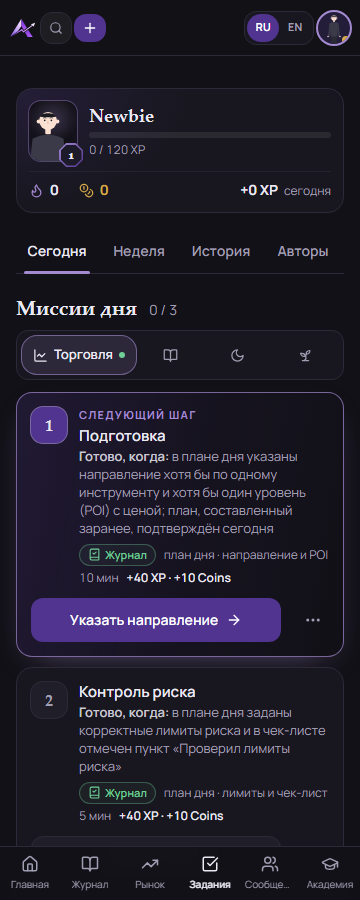 RU EN
Newbie
0 / 120 XP
1
0 0 +0 XP сегодня
Сегодня Неделя История Авторы
Миссии дня 0 / 3
Торговля
1
СЛЕДУЮЩИЙ ШАГ
Подготовка
Готово, когда: в плане дня указаны
направление хотя бы по одному
инструменту и хотя бы один уровень
(POI) с ценой; план, составленный
заранее, подтверждён сегодня
Журнал план дня · направление и POI
10 мин +40 XP · +10 Coins
Указать направление
2
Контроль риска
Готово, когда: в плане дня заданы
корректные лимиты риска и в чек-листе
отмечен пункт «Проверил лимиты
риска»
Журнал план дня · лимиты и чек-лист
5 мин +40 XP · +10 Coins
Главная Журнал Рынок Задания Сообще... Академия